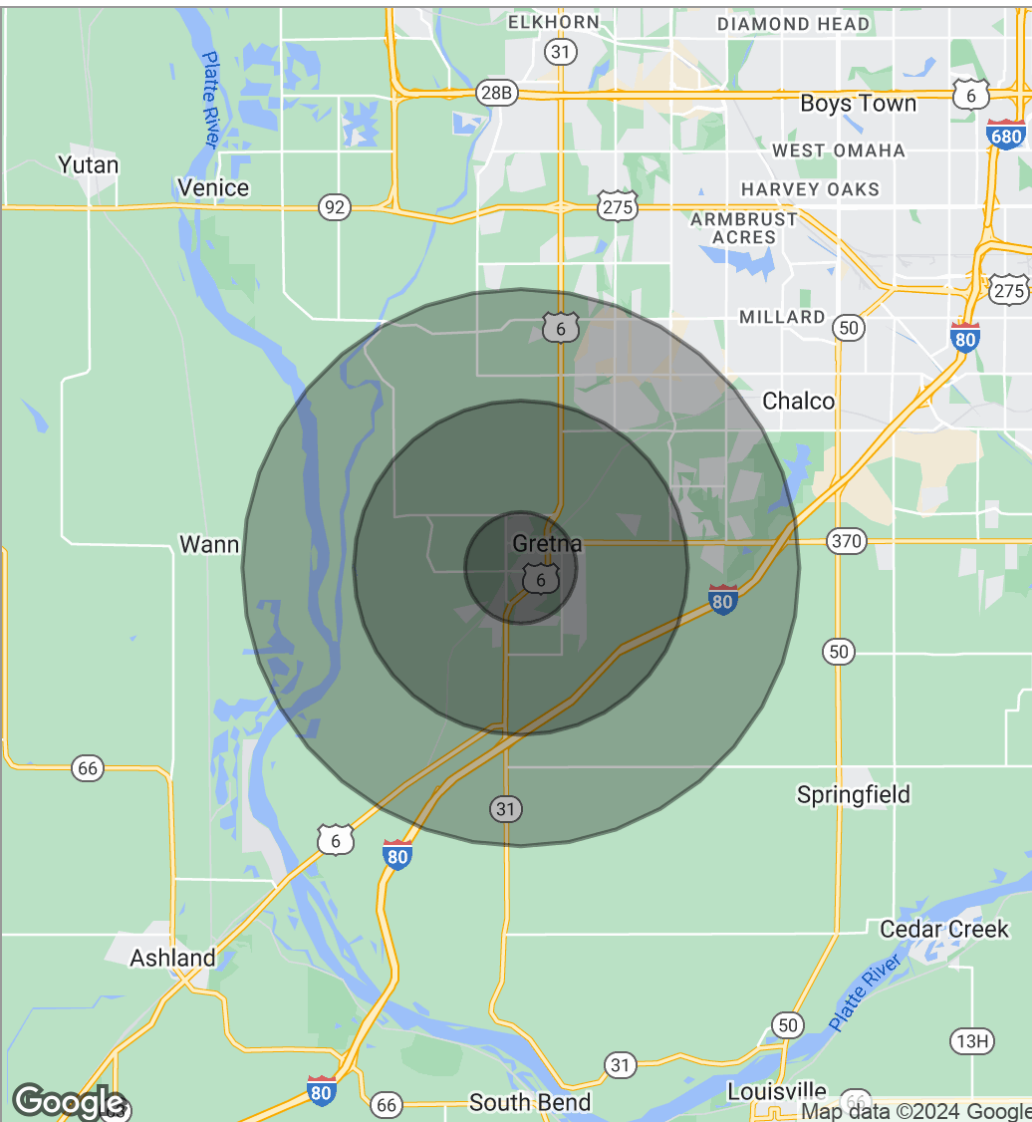 ELKHORN
DIAMOND HEAD
31
28B
6
Boys Town
680
Platte River
WEST OMAHA
Yutan
Venice
HARVEY OAKS
92
275
ARMBRUST
ACRES
275
MILLARD
6
50
80
Chalco
Wann
Gretna
370
6
80
50
66
Springfield
31
6
80
Cedar Creek
Ashland
Platte River
50
13H
31
80
66
South Bend
Louisville
66
Google
Map data ©2024 Google